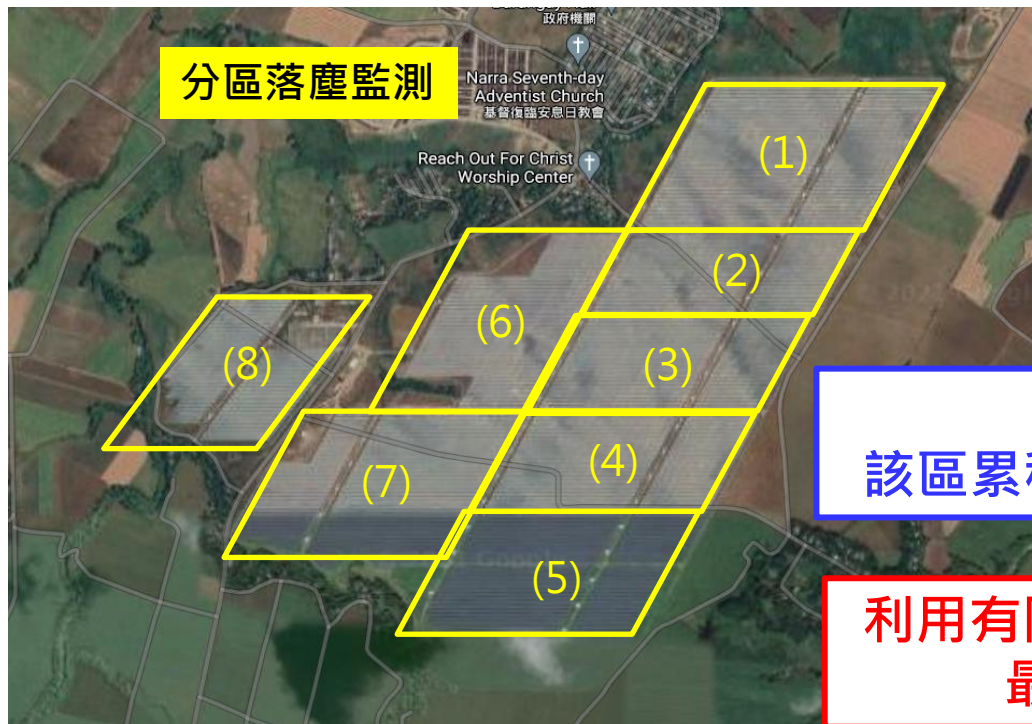 政府機關
分區落塵監測
Narra Seventh-day
Adventist Church
基督復臨安息日教會
Reach Out For Christ
Worship Center
(1)
(2)
(6)
(3)
(8)
(4)
(7)
(5)
該區累
利用有
Google